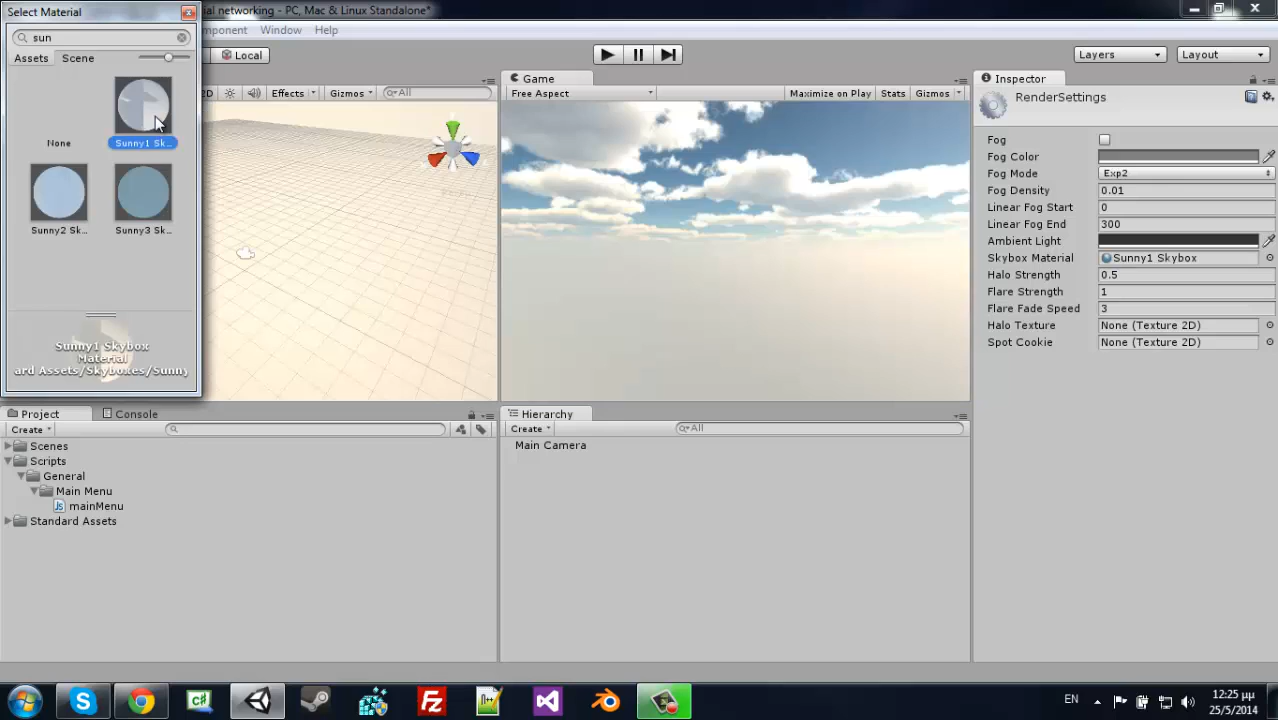 Select Material
al networking - PC, Mac & Linux Standalone*
sun
mponent Window Help
Assets Scene
Local
Layers Layout
None Sunny1 Sk...
Sunny2 Sk... Sunny3 Sk...
Sunny1 Skybox
Material
ard Assets/Skyboxes/Sunny
2D Effects Gizmos All
Game
Free Aspect Maximize on Play Stats Gizmos
Inspector
RenderSettings
Fog
Fog Color
Fog Mode Exp2
Fog Density 0.01
Linear Fog Start 0
Linear Fog End 300
Ambient Light
Skybox Material Sunny1 Skybox
Halo Strength 0.5
Flare Strength 1
Flare Fade Speed 3
Halo Texture None (Texture 2D)
Spot Cookie None (Texture 2D)
Project Console
Create
Scenes
Scripts
General
Main Menu
Js mainMenu
Standard Assets
Hierarchy
Create All
Main Camera
EN
12:25 μμ
25/5/2014